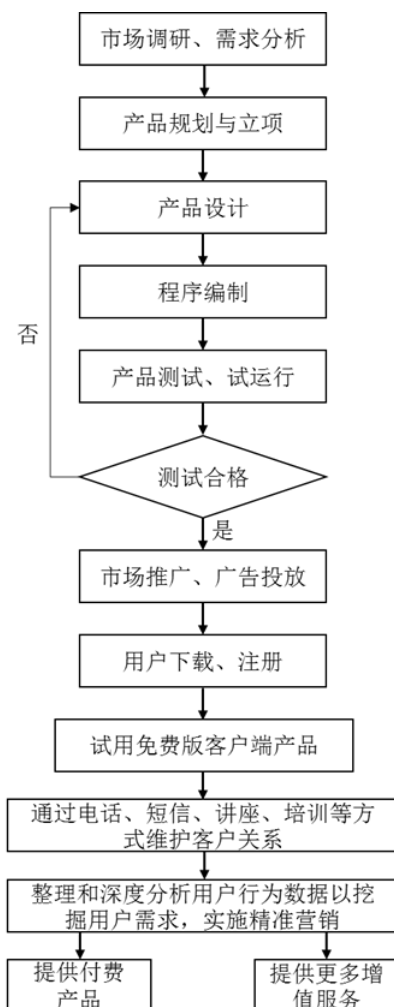 市场调研、需求分析
产品规划与立项
产品设计
程序编制
否
产品测试、试运行
测试合格
是
市场推广、广告投放
用户下载、注册
试用免费版客户端产品
通过电话、短信、讲座、培训等方
式维护客户关系
整理和深度分析用户行为数据以挖
掘用户需求，实施精准营销
提供付费
产品
提供更多增
值服务